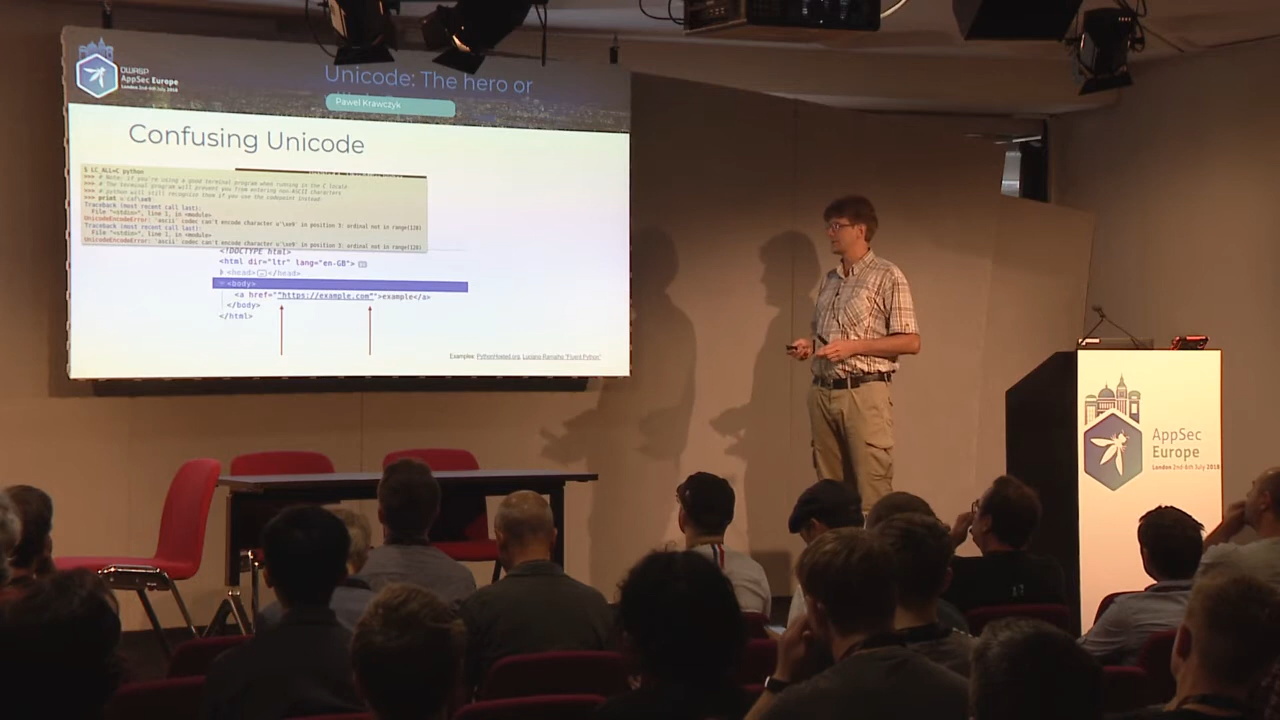 OWASP
AppSec Europe
London 2nd-6th July 2018
Unicode: The hero or
Pawel Krawczyk
Confusing Unicode
$ LC_ALL=C python
>>> # Note: if you're using a good terminal program when running in the C locale
>>> # The terminal program will prevent you from entering non-ASCII characters
>>> # python will still recognize them if you use the codepoint instead:
>>> print u'caf\xe9'
Traceback (most recent call last):
File "<stdin>", line 1, in <module>
UnicodeEncodeError: 'ascii' codec can't encode character u'\xe9' in position 3: ordinal not in range(128)
Traceback (most recent call last):
File "<stdin>", line 1, in <module>
UnicodeEncodeError: 'ascii' codec can't encode character u'\xe9' in position 3: ordinal not in range(128)
<!DOCTYPE html>
<html dir="ltr" lang="en-GB">
<head></head>
<body>
<a href="“https://example.com”">example</a>
</body>
</html>
Examples: PythonHosted.org, Luciano Ramalho "Fluent Python"
AppSec
Europe
London 2nd-6th July 2018